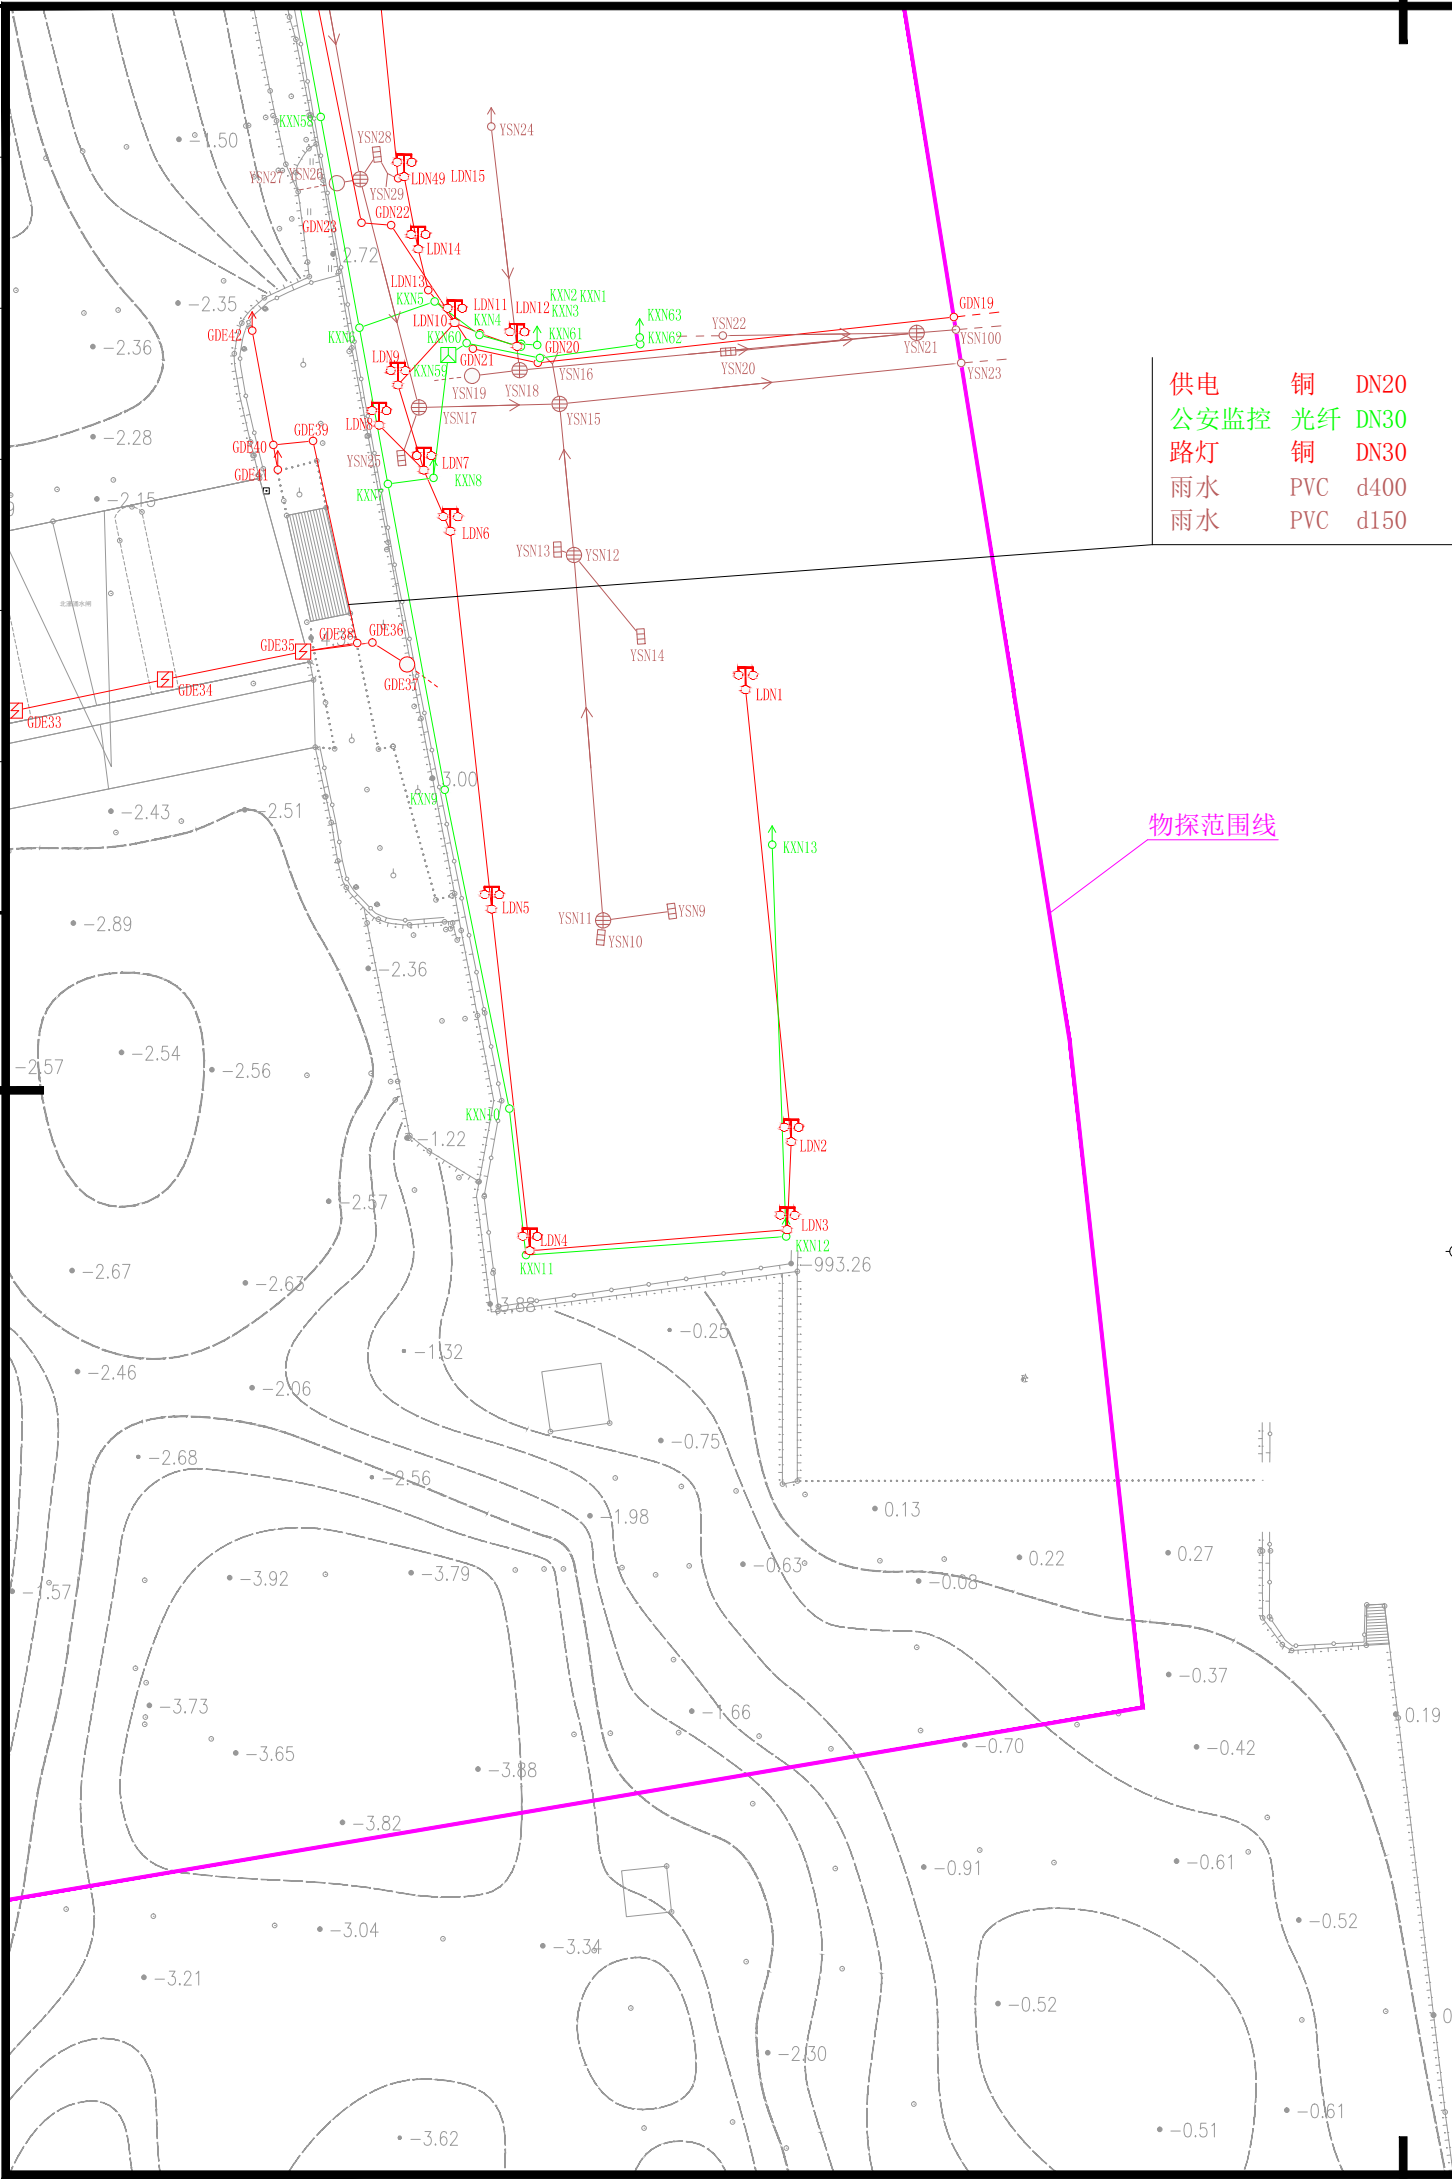 KXN58
YSN24
-1.50
YSN28
YSN27
YSN26
YSN29
LDN49
LDN15
GDN23
GDN22
2.72
LDN14
LDN13
-2.35
KXN5
LDN11
LDN12
KXN2
KXN1
KXN3
KXN63
GDN19
LDN10
KXN4
YSN22
YSN100
GDE42
KXN60
KXN61
KXN62
YSN21
-2.36
LDN9
GDN21
GDN20
YSN20
KXN59
YSN16
YSN23
YSN19
YSN18
供电 铜 DN20
公安监控 光纤 DN30
路灯 铜 DN30
雨水 PVC d400
雨水 PVC d150
YSN17
YSN15
LDN8
-2.28
GDE40
GDE39
YSN25
LDN7
GDE41
KXN7
KXN8
-2.15
LDN6
YSN13
YSN12
GDE35
GDE38
GDE36
YSN14
GDE34
GDE37
LDN1
GDE33
3.00
KXN9
-2.43
-2.51
物探范围线
KXN13
LDN5
YSN11
YSN9
-2.89
YSN10
-2.36
-2.54
-2.57
-2.56
KXN10
-1.22
LDN2
-2.57
LDN3
LDN4
KXN12
KXN11
-993.26
-2.67
-2.63
3.88
-0.25
-1.32
-2.46
-2.06
-0.75
-2.68
-2.56
-1.98
0.13
-0.63
0.22
0.27
-3.92
-3.79
-1.57
-0.08
-0.37
-3.73
-1.66
0.19
-3.65
-0.70
-0.42
-3.88
-3.82
-0.91
-0.61
-3.04
-3.34
-0.52
-3.21
-0.52
-2.30
-0.61
-3.62
-0.51